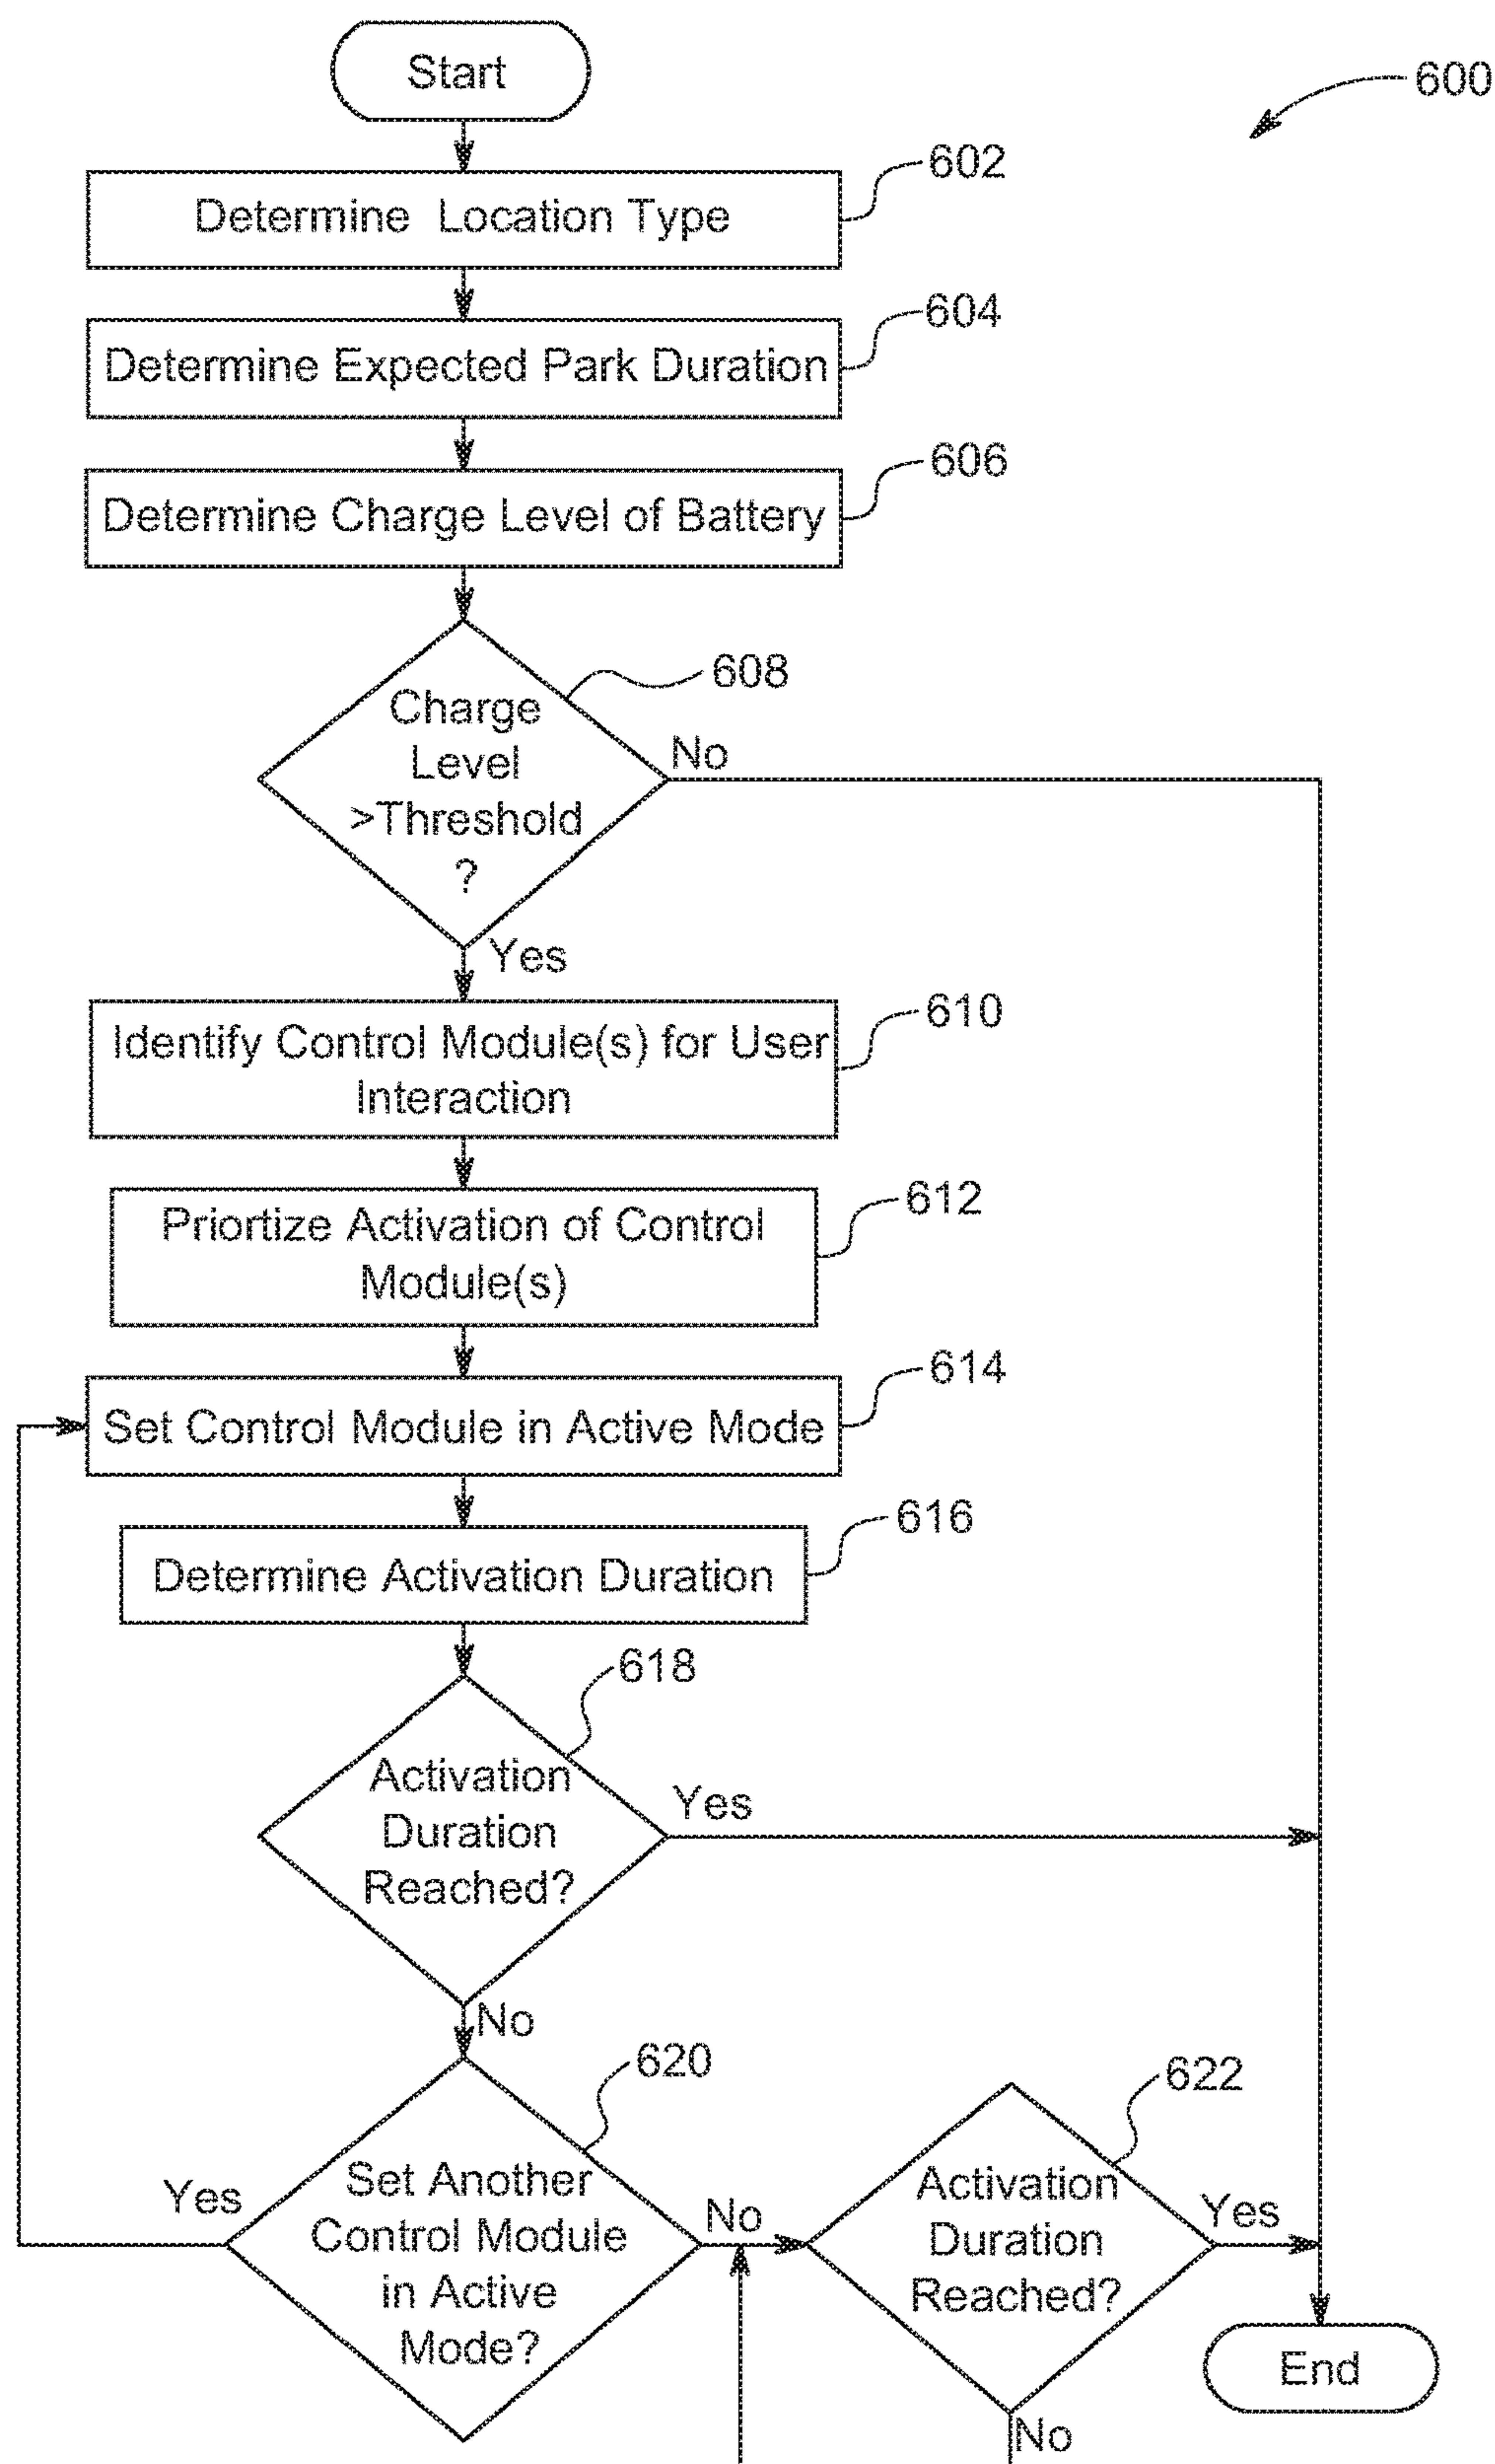 Start
600
602
Determine Location Type
604
Determine Expected Park Duration
606
Determine Charge Level of Battery
608
Charge
Level
>Threshold
?
No
Yes
610
Identify Control Module(s) for User
Interaction
612
Priortize Activation of Control
Module(s)
614
Set Control Module in Active Mode
616
Determine Activation Duration
618
Activation
Duration
Reached?
Yes
No
620
Set Another
Control Module
in Active
Mode?
Yes
No
622
Activation
Duration
Reached?
Yes
No
End